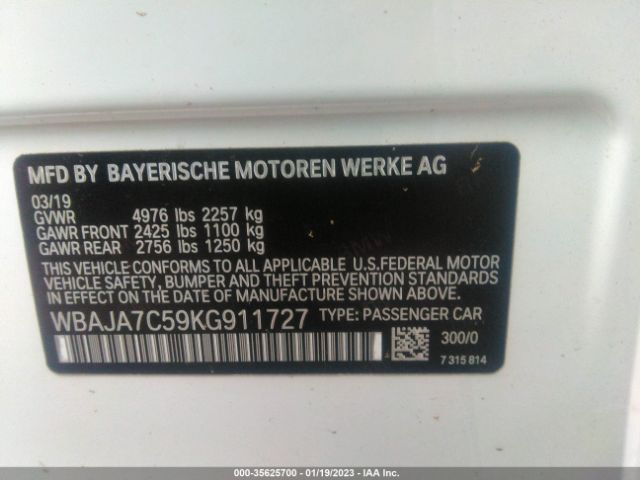 MFD BY BAYERISCHE MOTOREN WERKE AG
03/19
GVWR 4976 lbs 2257 kg
GAWR FRONT 2425 lbs 1100 kg
GAWR REAR 2756 lbs 1250 kg
THIS VEHICLE CONFORMS TO ALL APPLICABLE U.S.FEDERAL MOTOR
VEHICLE SAFETY, BUMPER AND THEFT PREVENTION STANDARDS
IN EFFECT ON THE DATE OF MANUFACTURE SHOWN ABOVE.
WBAJA7C59KG911727 TYPE: PASSENGER CAR
300/0
7 315 814
000-35625700 - 01/19/2023 - IAA Inc.